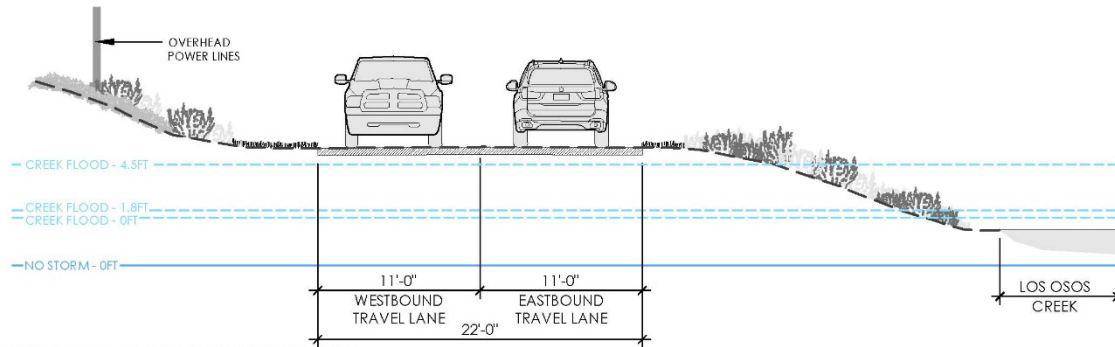 OVERHEAD
POWER LINES
CREEK FLOOD - 4.5FT
CREEK FLOOD - 1.8FT
CREEK FLOOD - 0FT
NO STORM - 0FT
11'-0"
11'-0"
WESTBOUND
TRAVEL LANE
EASTBOUND
TRAVEL LANE
22'-0"
LOS OSOS
CREEK